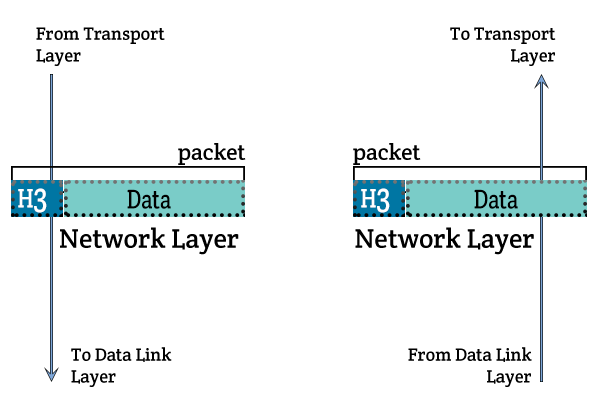 From Transport
Layer
To Transport
Layer
packet
packet
H3
Data
H3
Data
Network Layer
Network Layer
To Data Link
Layer
From Data Link
Layer